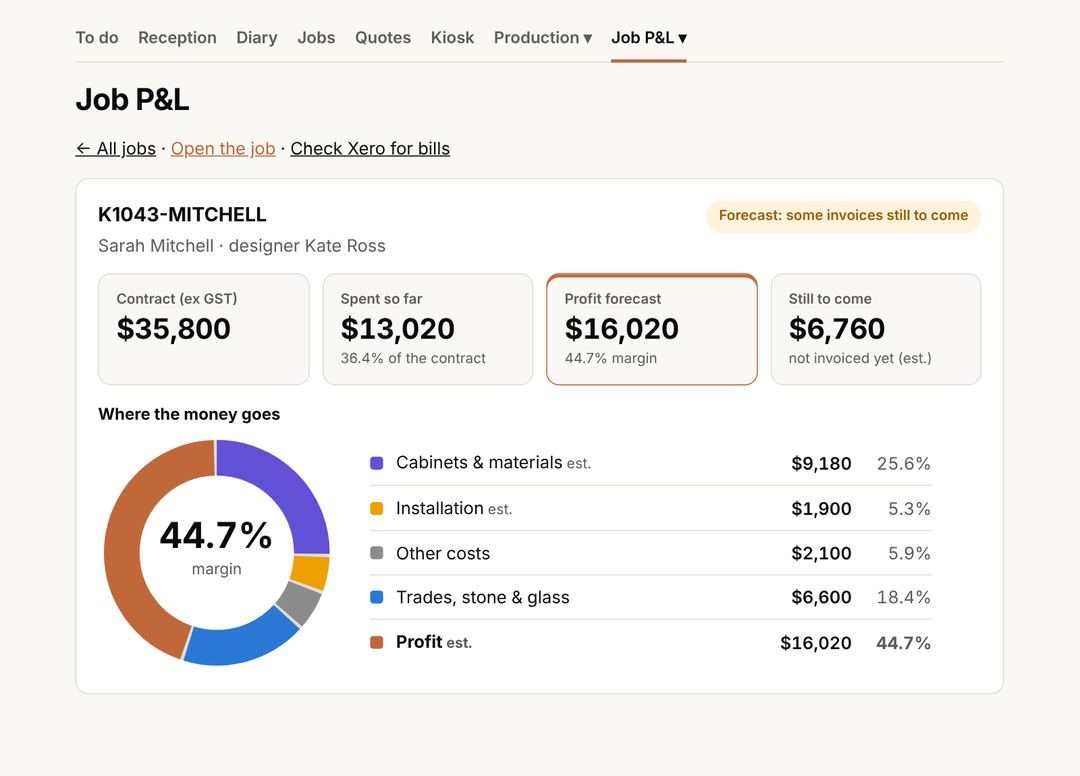 To do Reception Diary Jobs Quotes Kiosk Production ▾ Job P&L ▾
Job P&L
← All jobs · Open the job · Check Xero for bills
K1043-MITCHELL
Forecast: some invoices still to come
Sarah Mitchell · designer Kate Ross
Contract (ex GST)
$35,800
Spent so far
$13,020
36.4% of the contract
Profit forecast
$16,020
44.7% margin
Still to come
$6,760
not invoiced yet (est.)
Where the money goes
44.7%
margin
Cabinets & materials est. $9,180 25.6%
Installation est. $1,900 5.3%
Other costs $2,100 5.9%
Trades, stone & glass $6,600 18.4%
Profit est. $16,020 44.7%